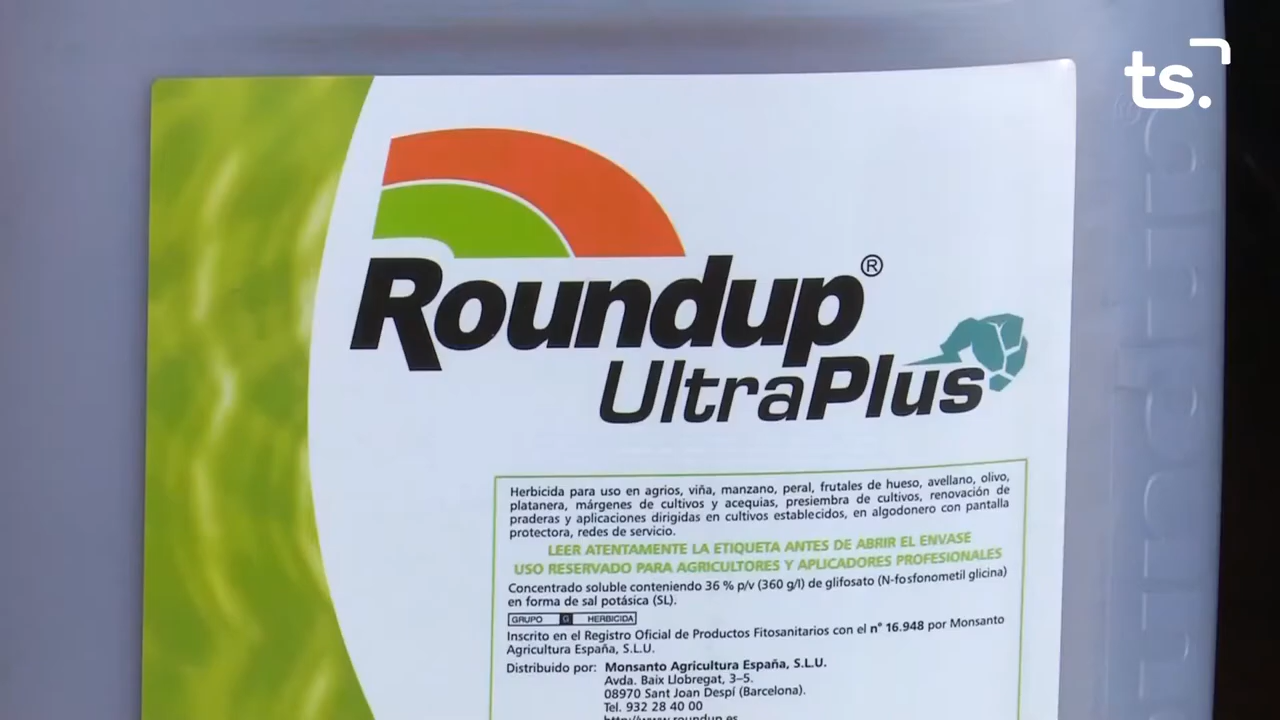 ts.
Roundup®
UltraPlus
Herbicida para uso en agrios, viña, manzano, peral, frutales de hueso, avellano, olivo,
platanera, márgenes de cultivos y acequias, presiembra de cultivos, renovación de
praderas y aplicaciones dirigidas en cultivos establecidos, en algodonero con pantalla
protectora, redes de servicio.
LEER ATENTAMENTE LA ETIQUETA ANTES DE ABRIR EL ENVASE
USO RESERVADO PARA AGRICULTORES Y APLICADORES PROFESIONALES
Concentrado soluble conteniendo 36 % p/v (360 g/l) de glifosato (N-fosfonometil glicina)
en forma de sal potásica (SL).
GRUPO G HERBICIDA
Inscrito en el Registro Oficial de Productos Fitosanitarios con el n° 16.948 por Monsanto
Agricultura España, S.L.U.
Distribuido por: Monsanto Agricultura España, S.L.U.
Avda. Baix Llobregat, 3-5.
08970 Sant Joan Despí (Barcelona).
Tel. 932 28 40 00
http://www.roundup.es